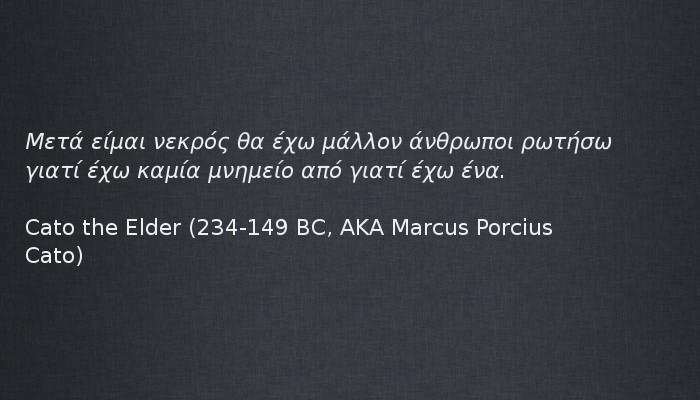 Μετά είμαι νεκρός θα έχω μάλλον άνθρωποι ρωτήσω
γιατί έχω καμία μνημείο από γιατί έχω ένα.
Cato the Elder (234-149 BC, AKA Marcus Porcius
Cato)